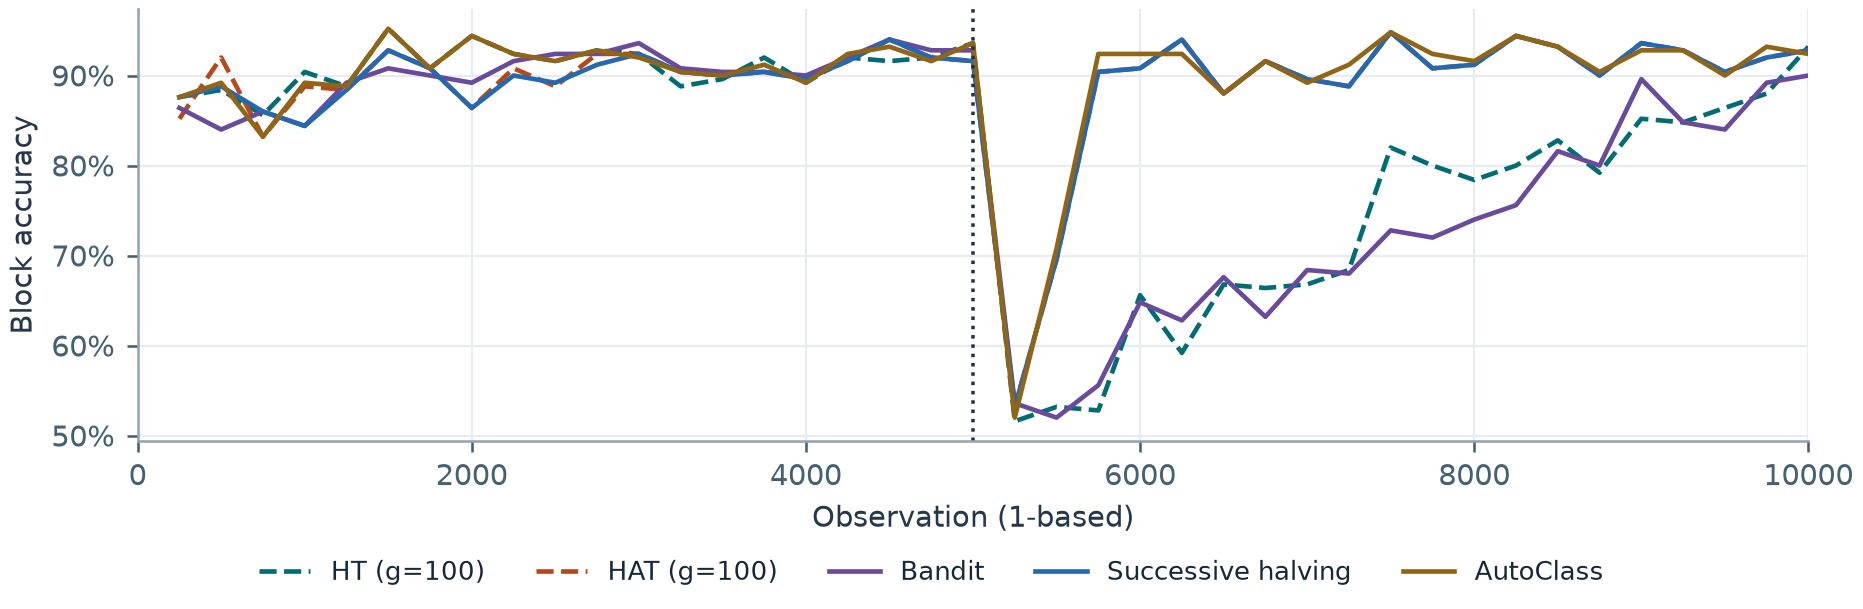 Block accuracy
90%
80%
70%
60%
50%
0
2000
4000
6000
8000
10000
Observation (1-based)
HT (g=100)
HAT (g=100)
Bandit
Successive halving
AutoClass